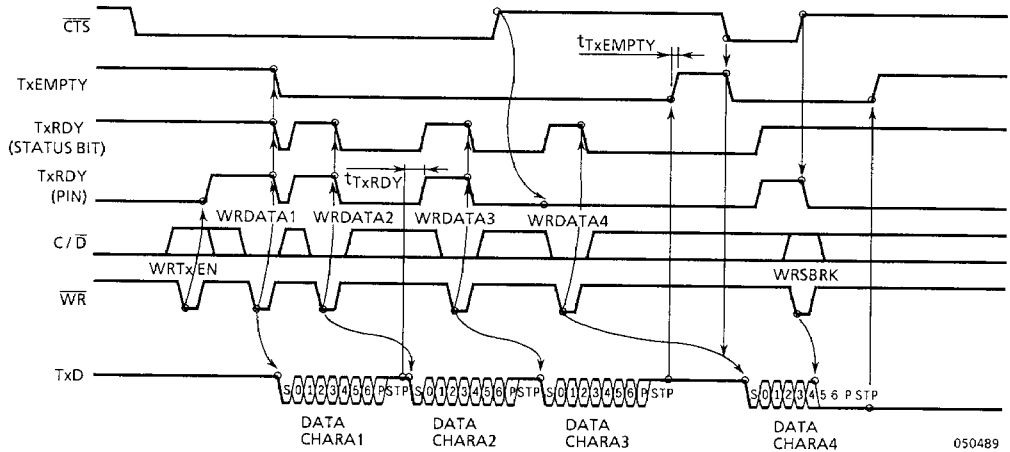 CTS
tTxEMPTY
TxEMPTY
TxRDY
(STATUS BIT)
TxRDY
(PIN)
tTxRDY
WRDATA1 WRDATA2 WRDATA3 WRDATA4
C/D
WRTxEN
WRSBRK
WR
TxD
S 0 1 2 3 4 5 6 P STP S 0 1 2 3 4 5 6 P STP S 0 1 2 3 4 5 6 P STP S 0 1 2 3 4 5 6 P STP
DATA
CHARA1
DATA
CHARA2
DATA
CHARA3
DATA
CHARA4
050489